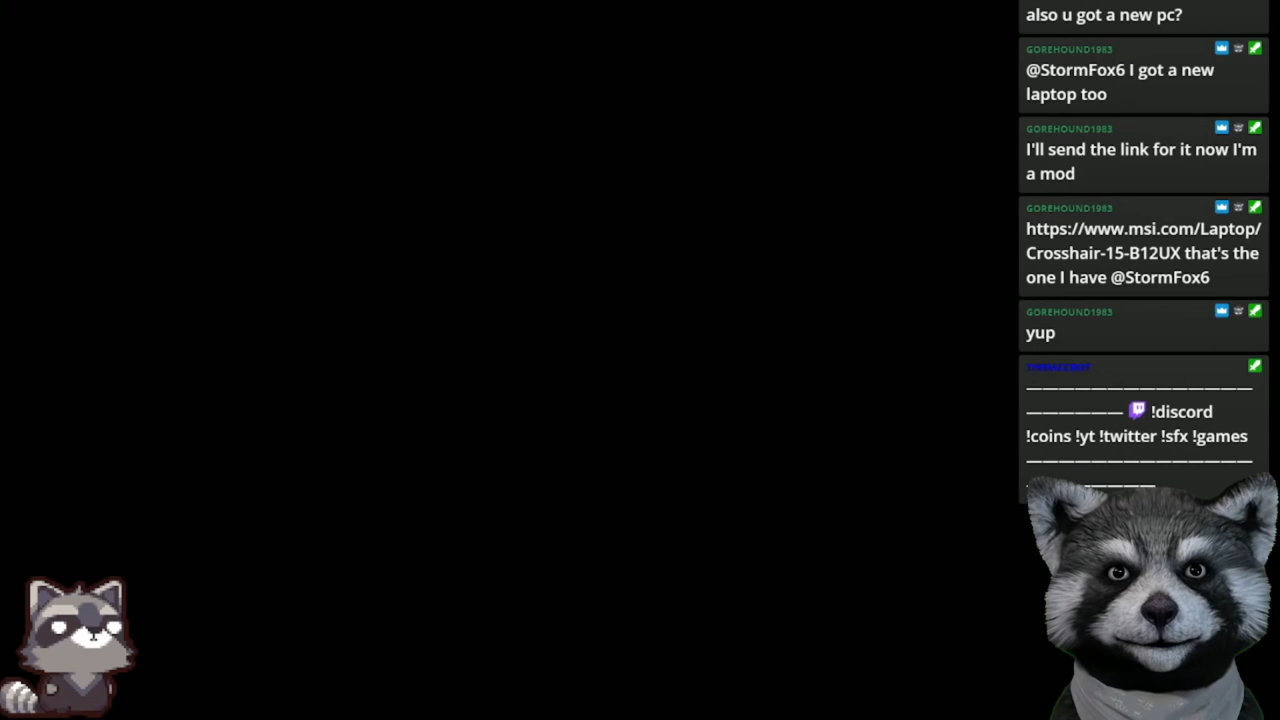 also u got a new pc?
GOREHOUND1983
@StormFox6 I got a new
laptop too
GOREHOUND1983
I'll send the link for it now I'm
a mod
GOREHOUND1983
https://www.msi.com/Laptop/
Crosshair-15-B12UX that's the
one I have @StormFox6
GOREHOUND1983
yup
——————————————
—————— !discord
!coins !yt !twitter !sfx !games
——————————————